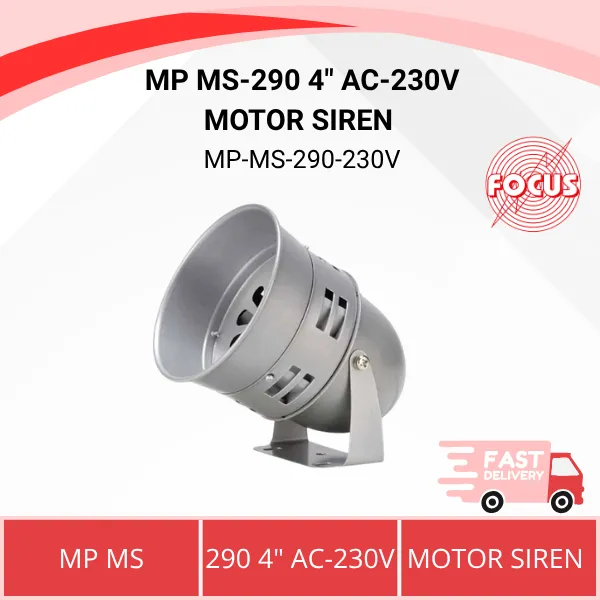 MP MS-290 4" AC-230V
MOTOR SIREN
MP-MS-290-230V
FOCUS
FAST
DELIVERY
MP MS
290 4" AC-230V
MOTOR SIREN